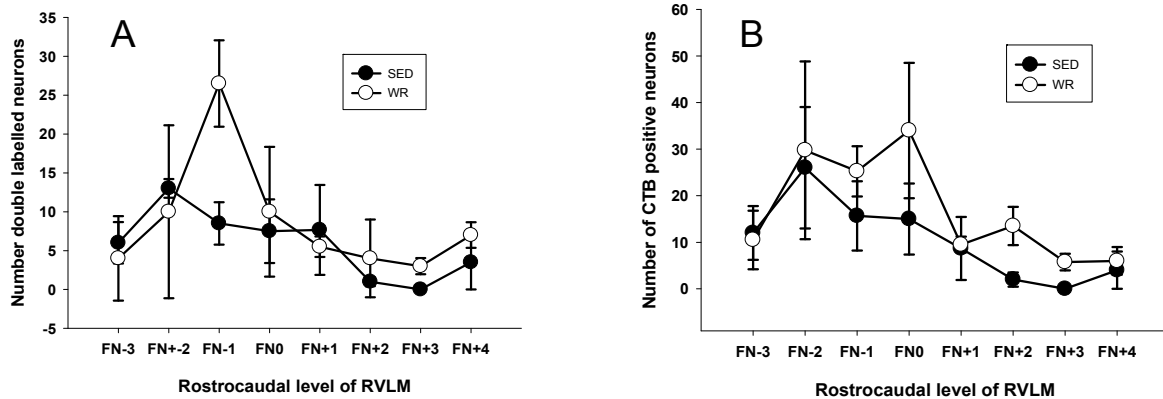 A
Number double labelled neurons
35
30
25
20
15
10
5
0
-5
SED
WR
FN-3 FN+-2 FN-1 FN0 FN+1 FN+2 FN+3 FN+4
Rostrocaudal level of RVLM
B
Number of CTB positive neurons
60
50
40
30
20
10
0
SED
WR
FN-3 FN-2 FN-1 FN0 FN+1 FN+2 FN+3 FN+4
Rostrocaudal level of RVLM